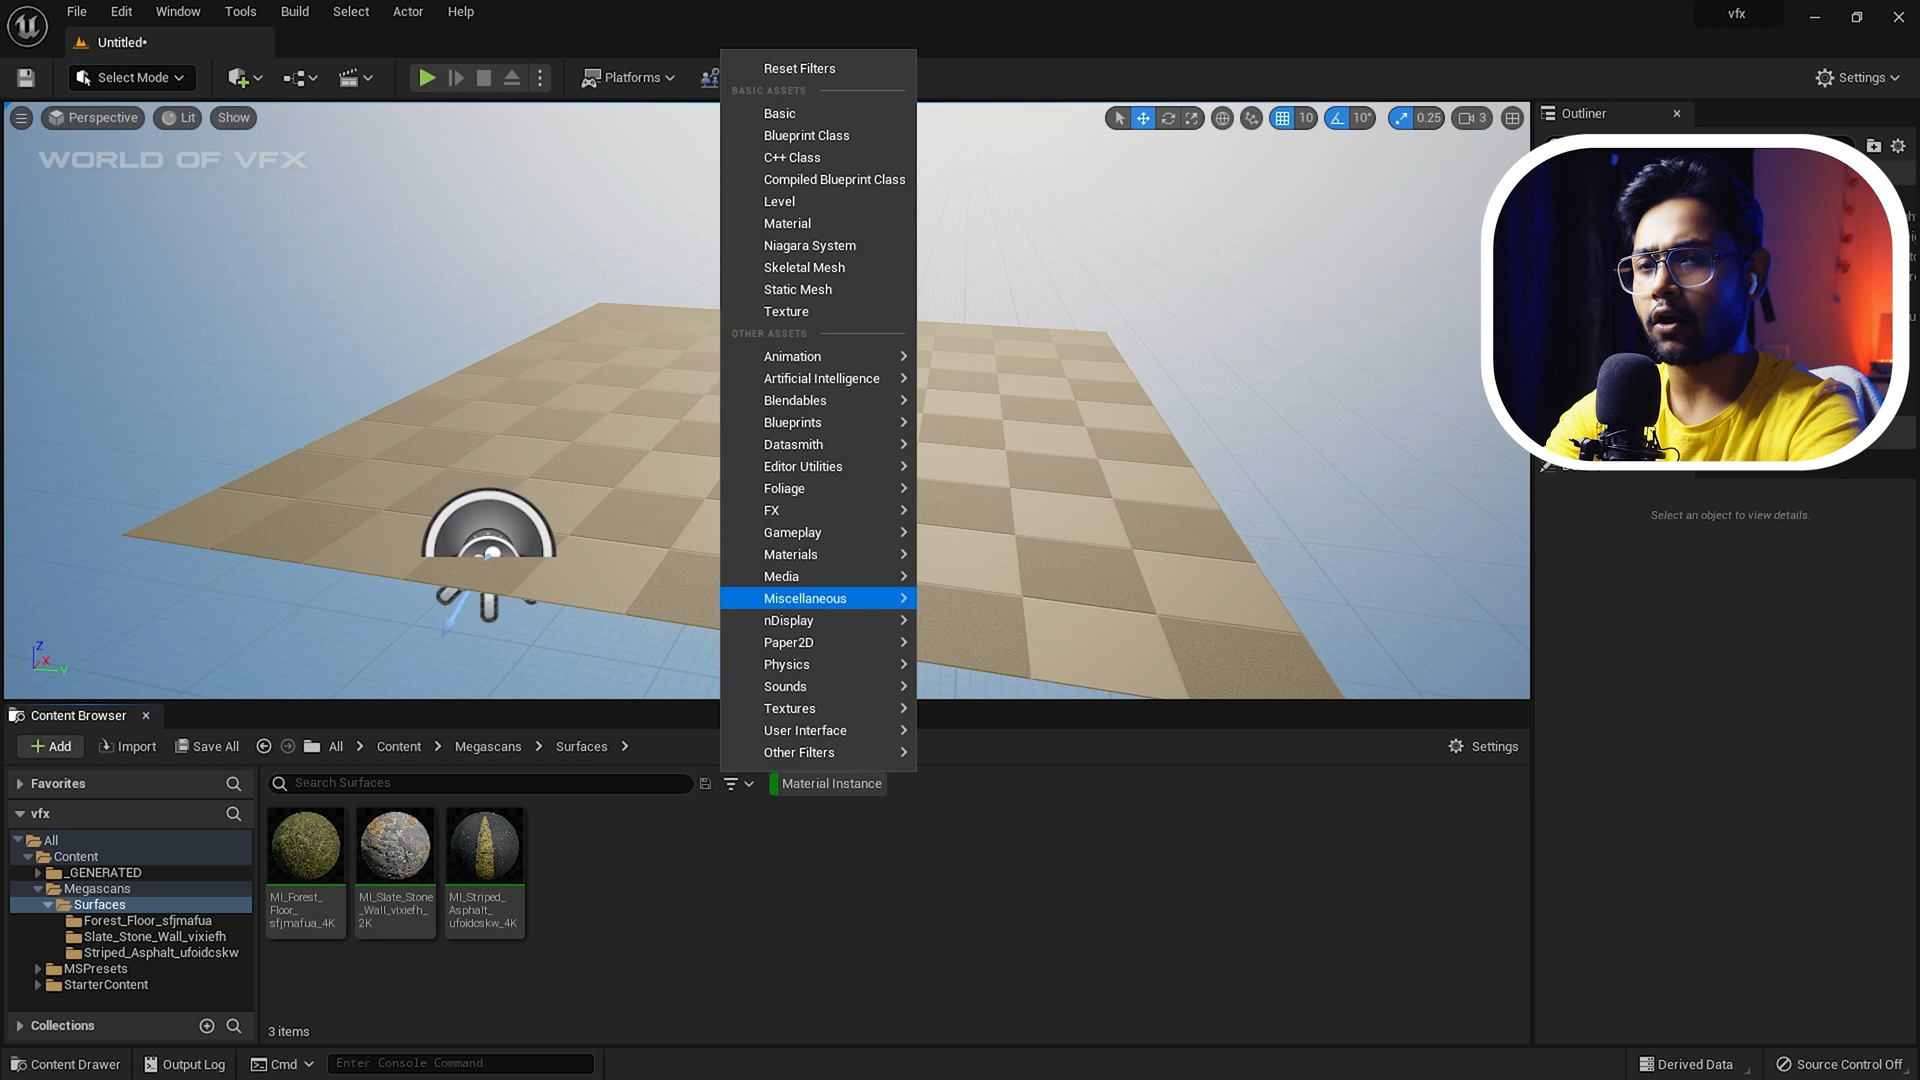 File Edit Window Tools Build Select Actor Help
vfx
Untitled*
Select Mode
Platforms
Settings
Perspective
Lit
Show
10
10°
0.25
3
Outliner
WORLD OF VFX
Reset Filters
BASIC ASSETS
Basic
Blueprint Class
C++ Class
Compiled Blueprint Class
Level
Material
Niagara System
Skeletal Mesh
Static Mesh
Texture
OTHER ASSETS
Animation
Artificial Intelligence
Blendables
Blueprints
Datasmith
Editor Utilities
Foliage
FX
Gameplay
Materials
Media
Miscellaneous
nDisplay
Paper2D
Physics
Sounds
Textures
User Interface
Other Filters
Select an object to view details.
Z
X
Y
Content Browser
Add
Import
Save All
All
Content
Megascans
Surfaces
Settings
Favorites
Search Surfaces
Material Instance
vfx
All
Content
_GENERATED
Megascans
Surfaces
Forest_Floor_sfjmafua
Slate_Stone_Wall_vixiefh
Striped_Asphalt_ufoidcskw
MSPresets
StarterContent
MI_Forest_
Floor_
sfjmafua_4K
MI_Slate_Stone
_Wall_vixiefh_
2K
MI_Striped_
Asphalt_
ufoidcskw_4K
Collections
3 items
Content Drawer
Output Log
Cmd
Enter Console Command
Derived Data
Source Control Off